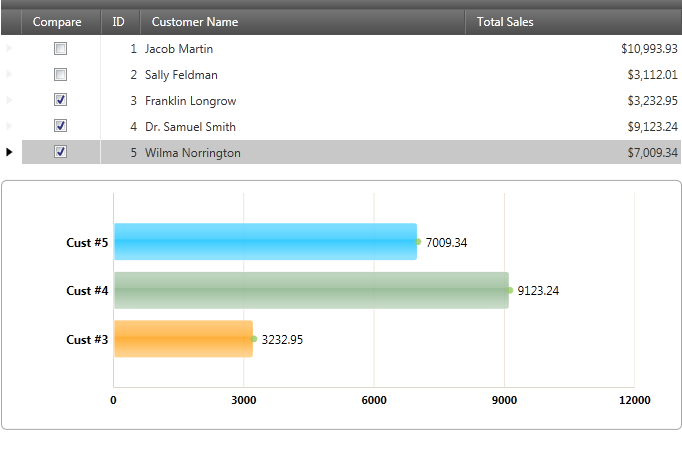 Compare ID Customer Name Total Sales
1 Jacob Martin $10,993.93
2 Sally Feldman $3,112.01
3 Franklin Longrow $3,232.95
4 Dr. Samuel Smith $9,123.24
5 Wilma Norrington $7,009.34
Cust #5 7009.34
Cust #4 9123.24
Cust #3 3232.95
0 3000 6000 9000 12000